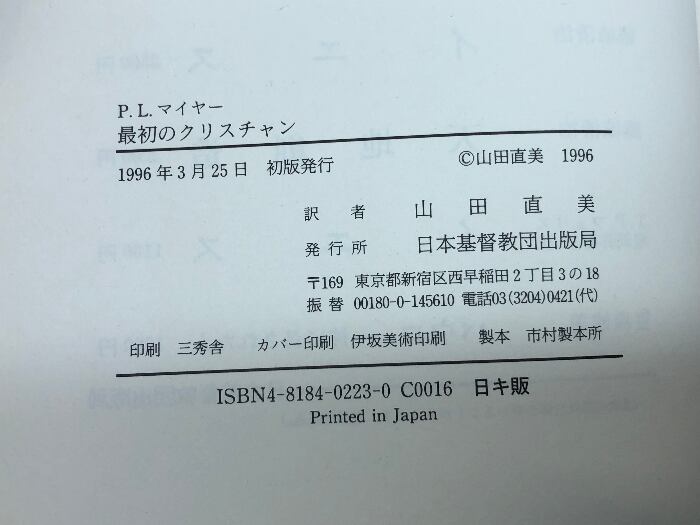 P. L. マイヤー
最初のクリスチャン
1996年3月25日 初版発行 ©山田直美 1996
訳者 山田直美
発行所 日本基督教団出版局
〒169 東京都新宿区西早稲田2丁目3の18
振替 00180-0-145610 電話03(3204)0421(代)
印刷 三秀舎 カバー印刷 伊坂美術印刷 製本 市村製本所
ISBN4-8184-0223-0 C0016 日キ販
Printed in Japan